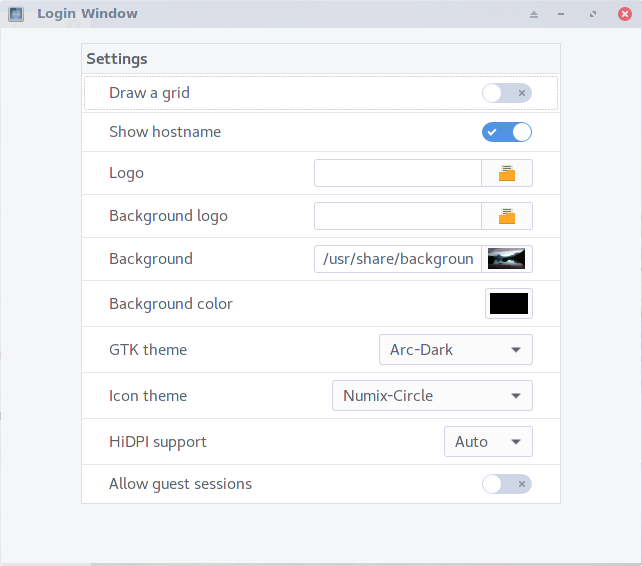 Login Window
Settings
Draw a grid
Show hostname
Logo
Background logo
Background /usr/share/backgroun
Background color
GTK theme Arc-Dark
Icon theme Numix-Circle
HiDPI support Auto
Allow guest sessions